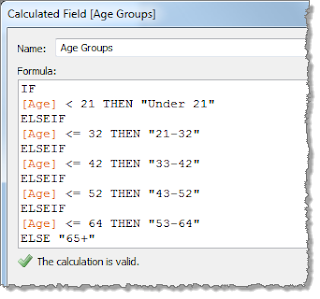 Calculated Field [Age Groups]
Name: Age Groups
Formula:
IF
[Age] < 21 THEN "Under 21"
ELSEIF
[Age] <= 32 THEN "21-32"
ELSEIF
[Age] <= 42 THEN "33-42"
ELSEIF
[Age] <= 52 THEN "43-52"
ELSEIF
[Age] <= 64 THEN "53-64"
ELSE "65+"
The calculation is valid.